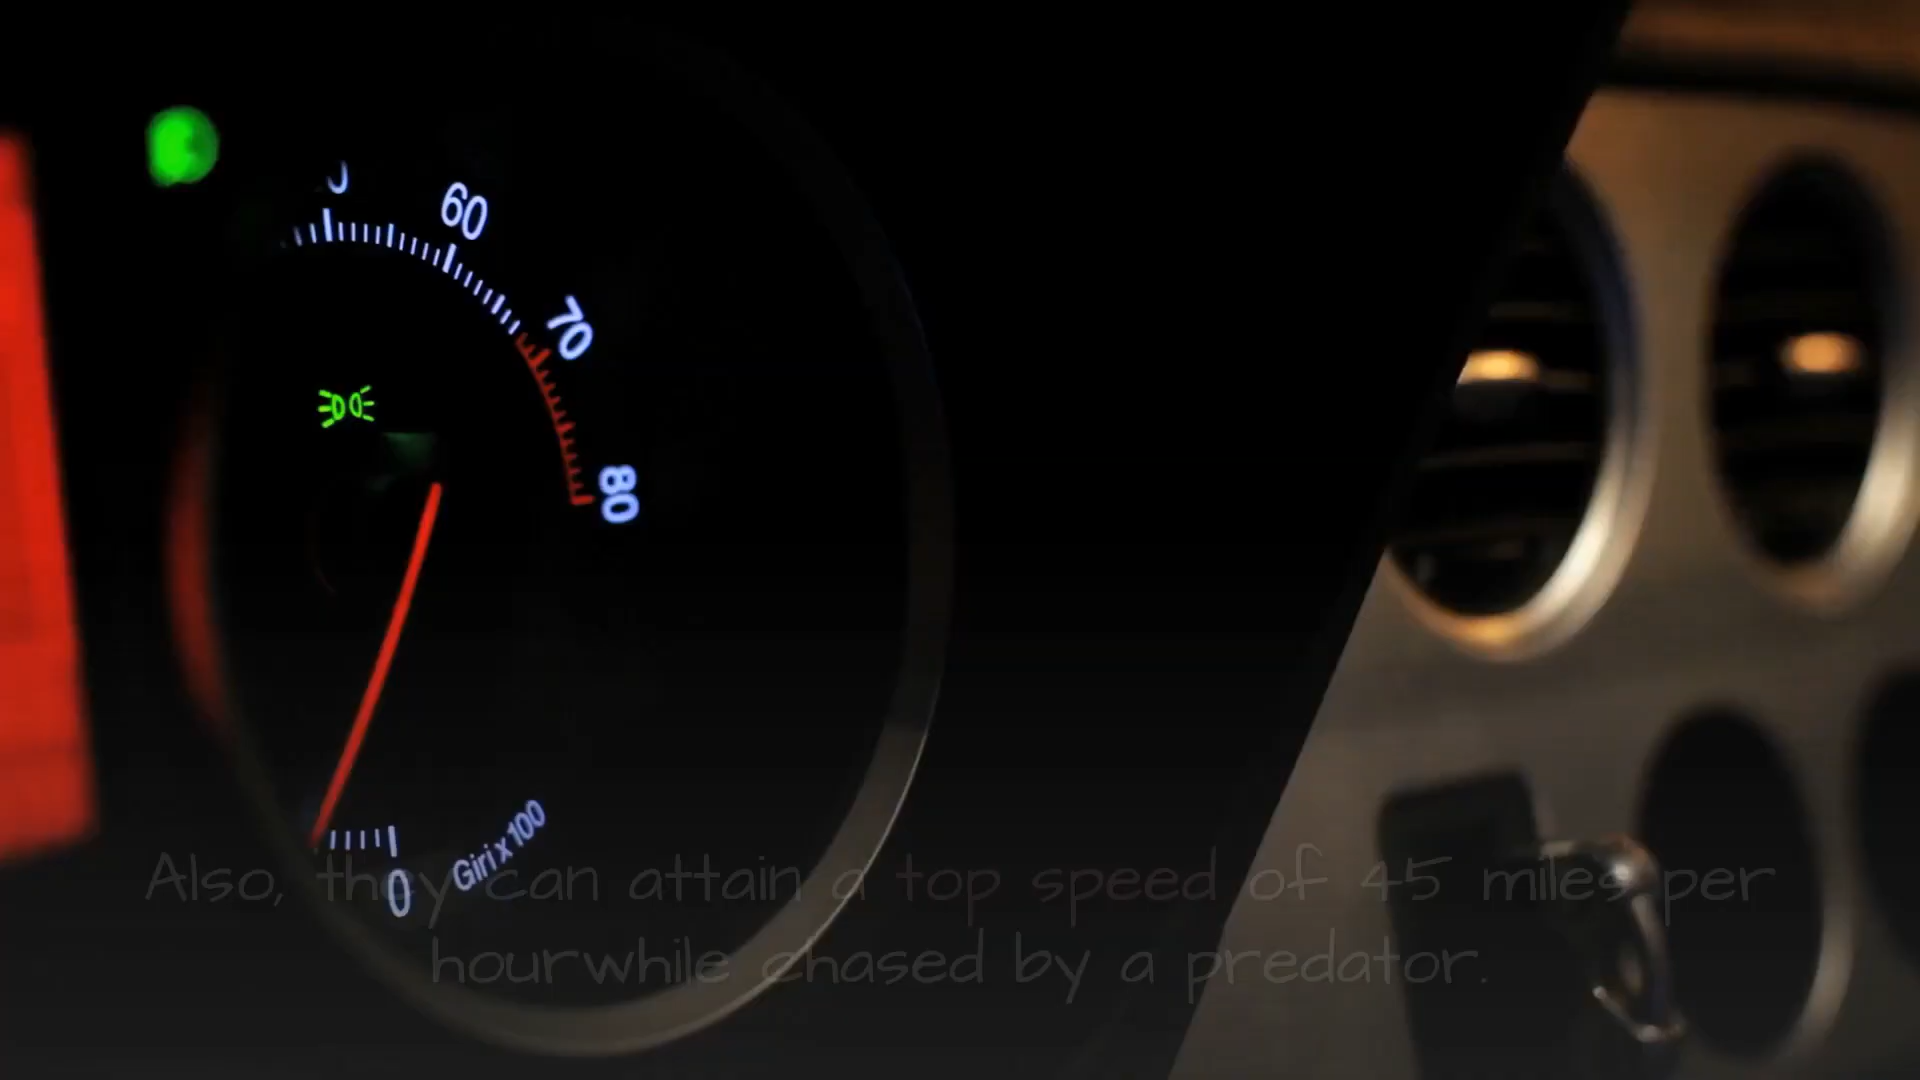 60
70
80
Giri x 100
0
Also, they can attain a top speed of 45 miles per
hourwhile chased by a predator.